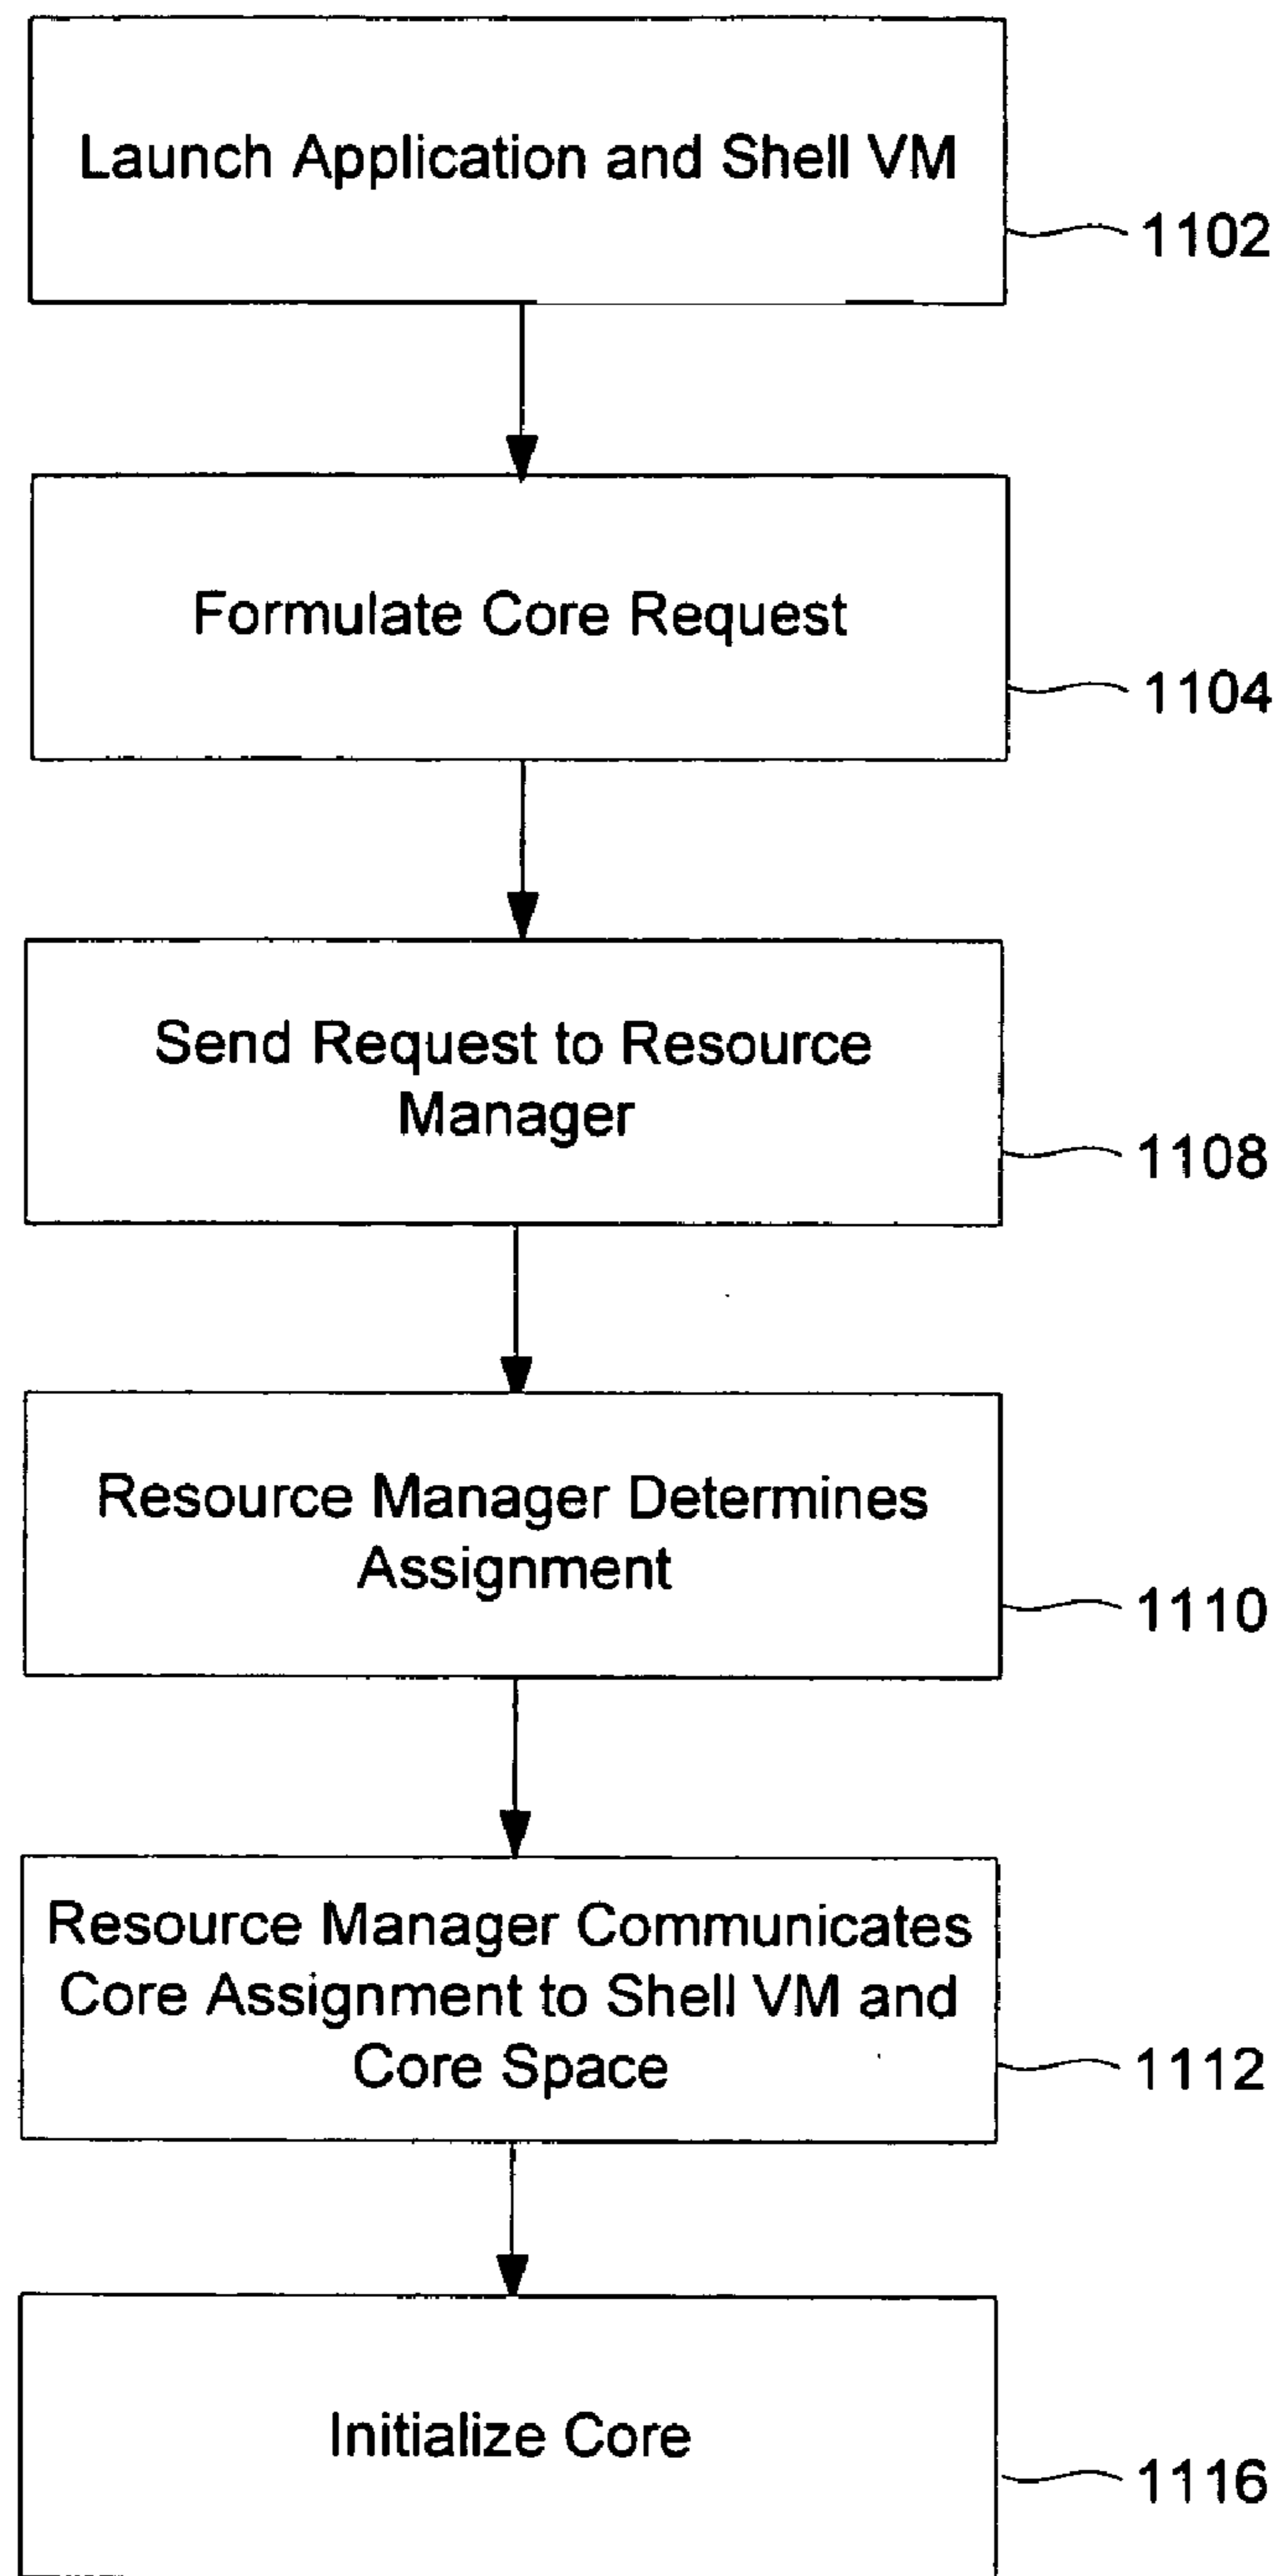 Launch Application and Shell VM
1102
Formulate Core Request
1104
Send Request to Resource
Manager
1108
Resource Manager Determines
Assignment
1110
Resource Manager Communicates
Core Assignment to Shell VM and
Core Space
1112
Initialize Core
1116